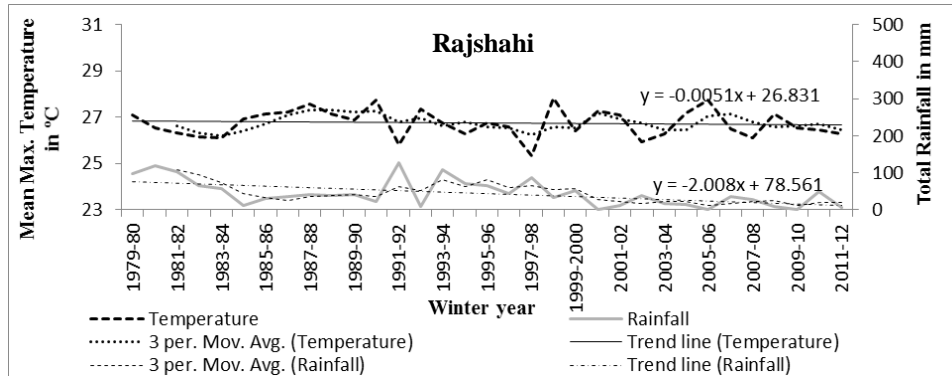 Rajshahi
Mean Max. Temperature
in °C
31
29
27
25
23
500
400
300
200
100
0
Total Rainfall in mm
y = -0.0051x + 26.831
y = -2.008x + 78.561
1979-80
1981-82
1983-84
1985-86
1987-88
1989-90
1991-92
1993-94
1995-96
1997-98
1999-2000
2001-02
2003-04
2005-06
2007-08
2009-10
2011-12
Winter year
Temperature
Rainfall
3 per. Mov. Avg. (Temperature)
Trend line (Temperature)
3 per. Mov. Avg. (Rainfall)
Trend line (Rainfall)